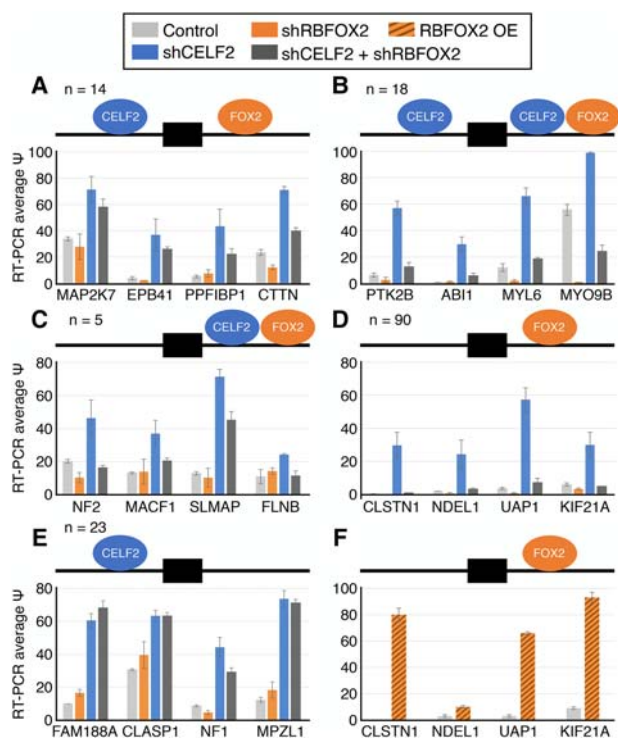 Control shRBFOX2 RBFOX2 OE
shCELF2 shCELF2 + shRBFOX2
A n = 14
CELF2 FOX2
RT-PCR average Ψ
100
80
60
40
20
0
MAP2K7 EPB41 PPFIBP1 CTTN
B n = 18
CELF2 CELF2 FOX2
100
80
60
40
20
0
PTK2B ABI1 MYL6 MYO9B
C n = 5
CELF2 FOX2
RT-PCR average Ψ
80
60
40
20
0
NF2 MACF1 SLMAP FLNB
D n = 90
FOX2
80
60
40
20
0
CLSTN1 NDEL1 UAP1 KIF21A
E n = 23
CELF2
RT-PCR average Ψ
80
60
40
20
0
FAM188A CLASP1 NF1 MPZL1
F
FOX2
100
80
60
40
20
0
CLSTN1 NDEL1 UAP1 KIF21A